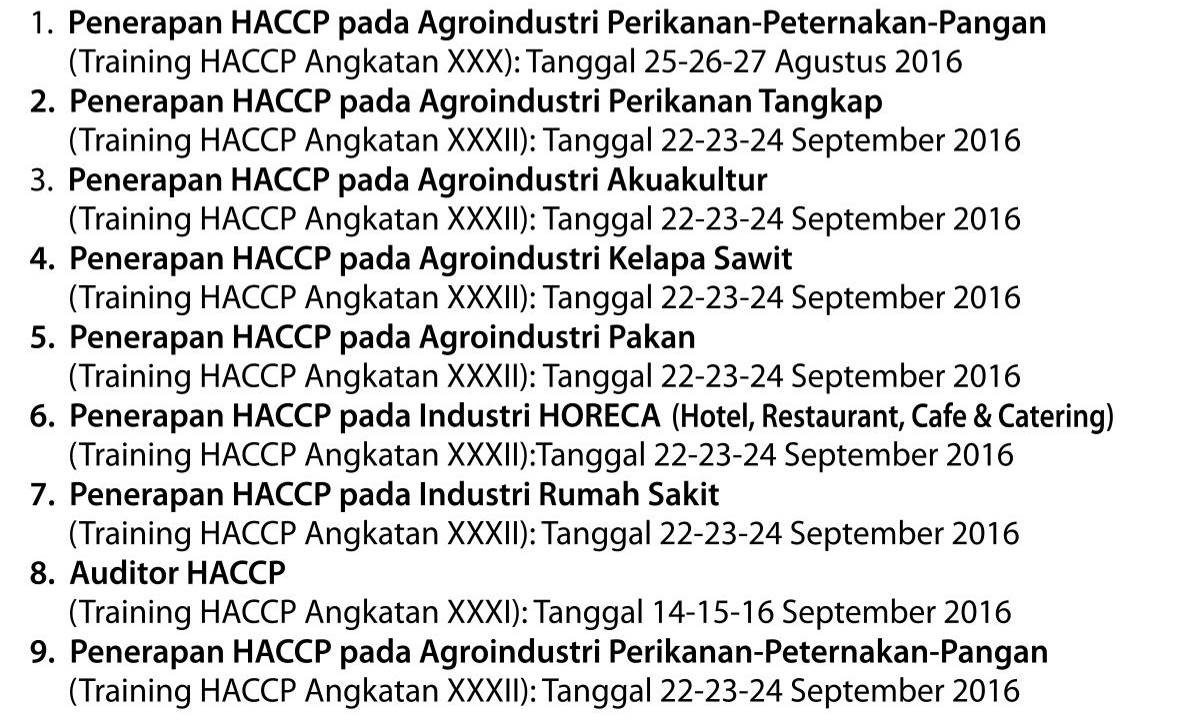 1. Penerapan HACCP pada Agroindustri Perikanan-Peternakan-Pangan
(Training HACCP Angkatan XXX): Tanggal 25-26-27 Agustus 2016
2. Penerapan HACCP pada Agroindustri Perikanan Tangkap
(Training HACCP Angkatan XXXII): Tanggal 22-23-24 September 2016
3. Penerapan HACCP pada Agroindustri Akuakultur
(Training HACCP Angkatan XXXII): Tanggal 22-23-24 September 2016
4. Penerapan HACCP pada Agroindustri Kelapa Sawit
(Training HACCP Angkatan XXXII): Tanggal 22-23-24 September 2016
5. Penerapan HACCP pada Agroindustri Pakan
(Training HACCP Angkatan XXXII): Tanggal 22-23-24 September 2016
6. Penerapan HACCP pada Industri HORECA (Hotel, Restaurant, Cafe & Catering)
(Training HACCP Angkatan XXXII):Tanggal 22-23-24 September 2016
7. Penerapan HACCP pada Industri Rumah Sakit
(Training HACCP Angkatan XXXII): Tanggal 22-23-24 September 2016
8. Auditor HACCP
(Training HACCP Angkatan XXXI): Tanggal 14-15-16 September 2016
9. Penerapan HACCP pada Agroindustri Perikanan-Peternakan-Pangan
(Training HACCP Angkatan XXXII): Tanggal 22-23-24 September 2016